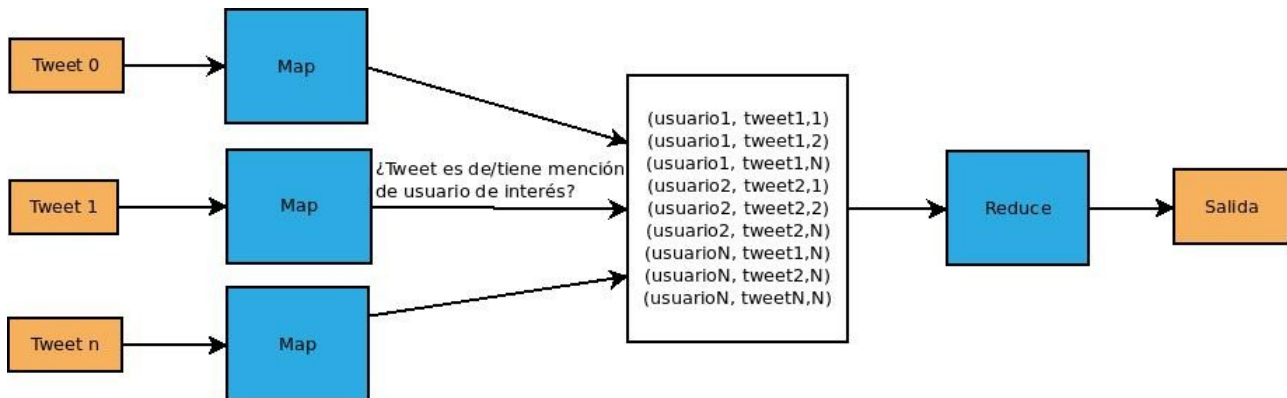 Tweet 0
Map
Tweet 1
Map
¿Tweet es de/tiene mención
de usuario de interés?
Tweet n
Map
(usuario1, tweet1,1)
(usuario1, tweet1,2)
(usuario1, tweet1,N)
(usuario2, tweet2,1)
(usuario2, tweet2,2)
(usuario2, tweet2,N)
(usuarioN, tweet1,N)
(usuarioN, tweet2,N)
(usuarioN, tweetN,N)
Reduce
Salida